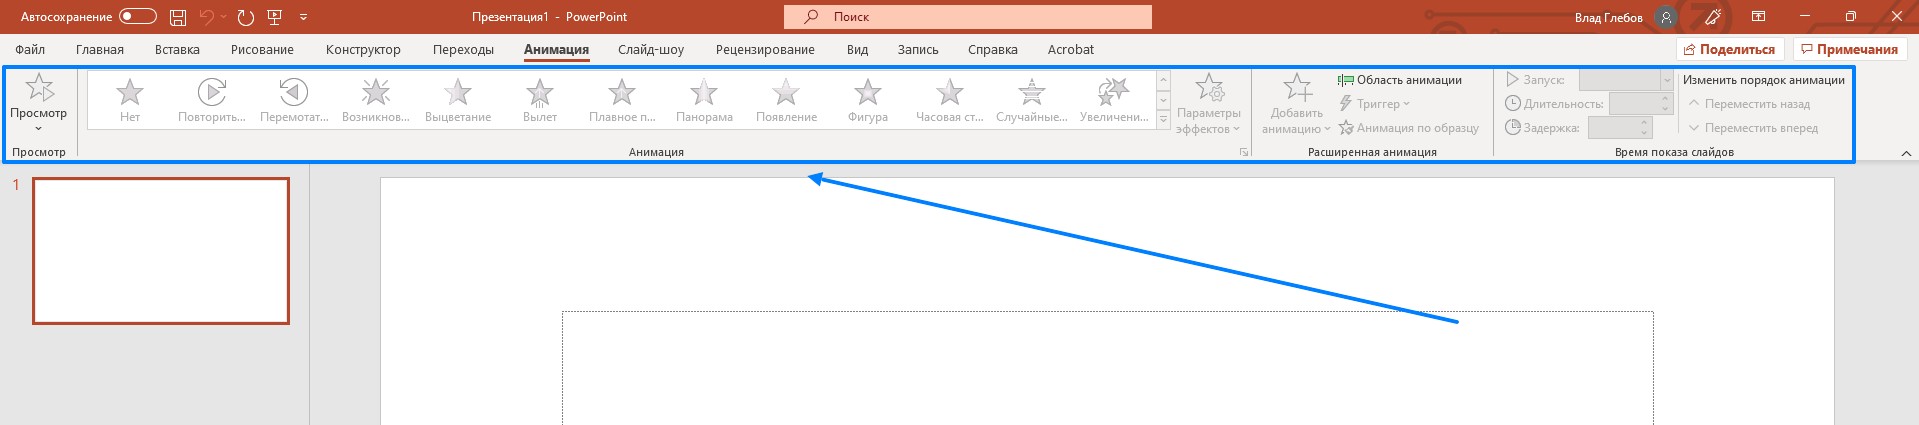 Автосохранение
Презентация1 - PowerPoint
Поиск
Влад Глебов
Файл Главная Вставка Рисование Конструктор Переходы Анимация Слайд-шоу Рецензирование Вид Запись Справка Acrobat
Поделиться
Примечания
Просмотр
Просмотр
Нет Повторить... Перемотат... Возникнов... Выцветание Вылет Плавное п... Панорама Появление Фигура Часовая ст... Случайные... Увеличени...
Параметры
эффектов
Анимация
Добавить
анимацию
Область анимации
Триггер
Анимация по образцу
Расширенная анимация
Запуск:
Длительность:
Задержка:
Изменить порядок анимации
Переместить назад
Переместить вперед
Время показа слайдов
1